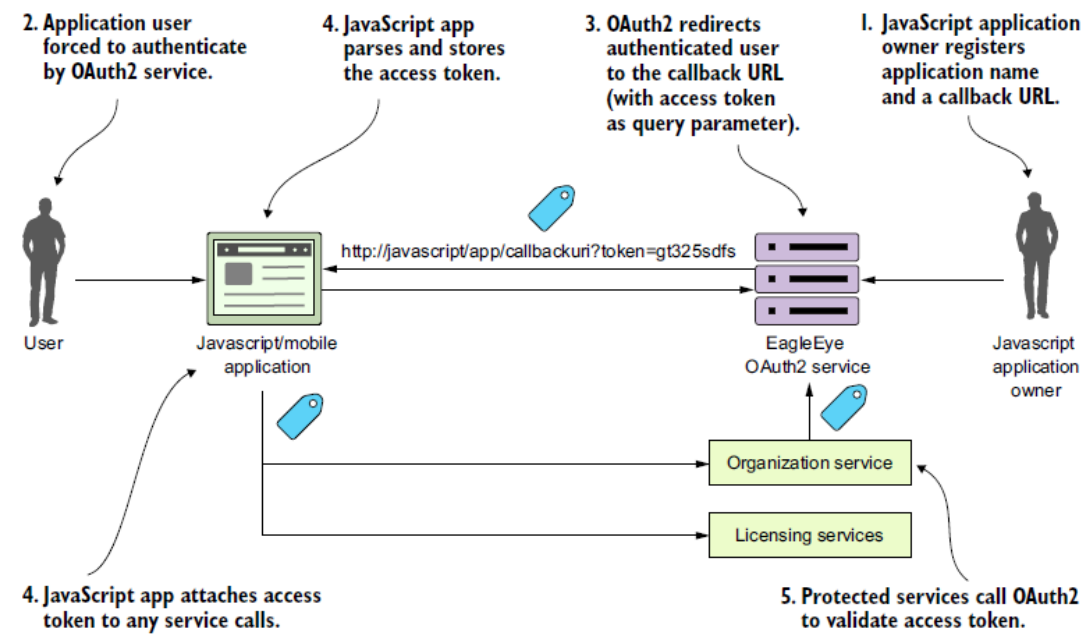 2. Application user
forced to authenticate
by OAuth2 service.
4. JavaScript app
parses and stores
the access token.
3. OAuth2 redirects
authenticated user
to the callback URL
(with access token
as query parameter).
1. JavaScript application
owner registers
application name
and a callback URL.
http://javascript/app/callbackuri?token=gt325sdfs
User
Javascript/mobile
application
EagleEye
OAuth2 service
Javascript
application
owner
Organization service
Licensing services
4. JavaScript app attaches access
token to any service calls.
5. Protected services call OAuth2
to validate access token.